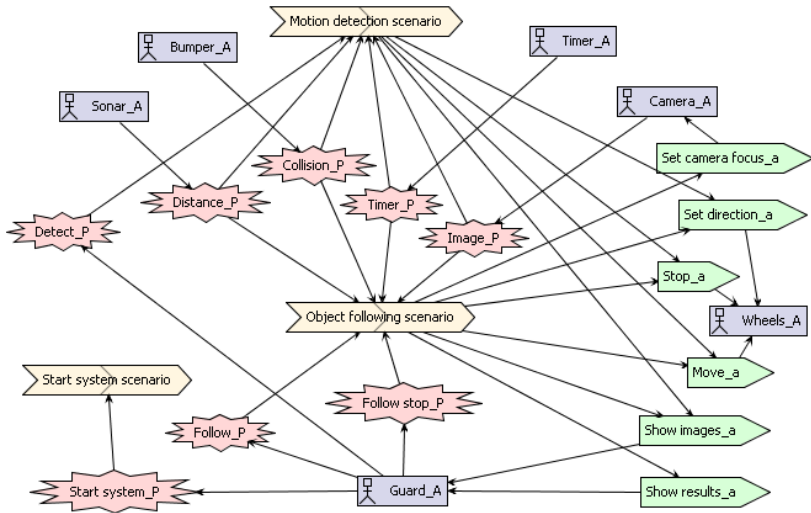 Motion detection scenario
Bumper_A
Timer_A
Sonar_A
Camera_A
Set camera focus_a
Collision_P
Distance_P
Timer_P
Set direction_a
Detect_P
Image_P
Stop_a
Object following scenario
Wheels_A
Start system scenario
Move_a
Follow stop_P
Follow_P
Show images_a
Start system_P
Guard_A
Show results_a